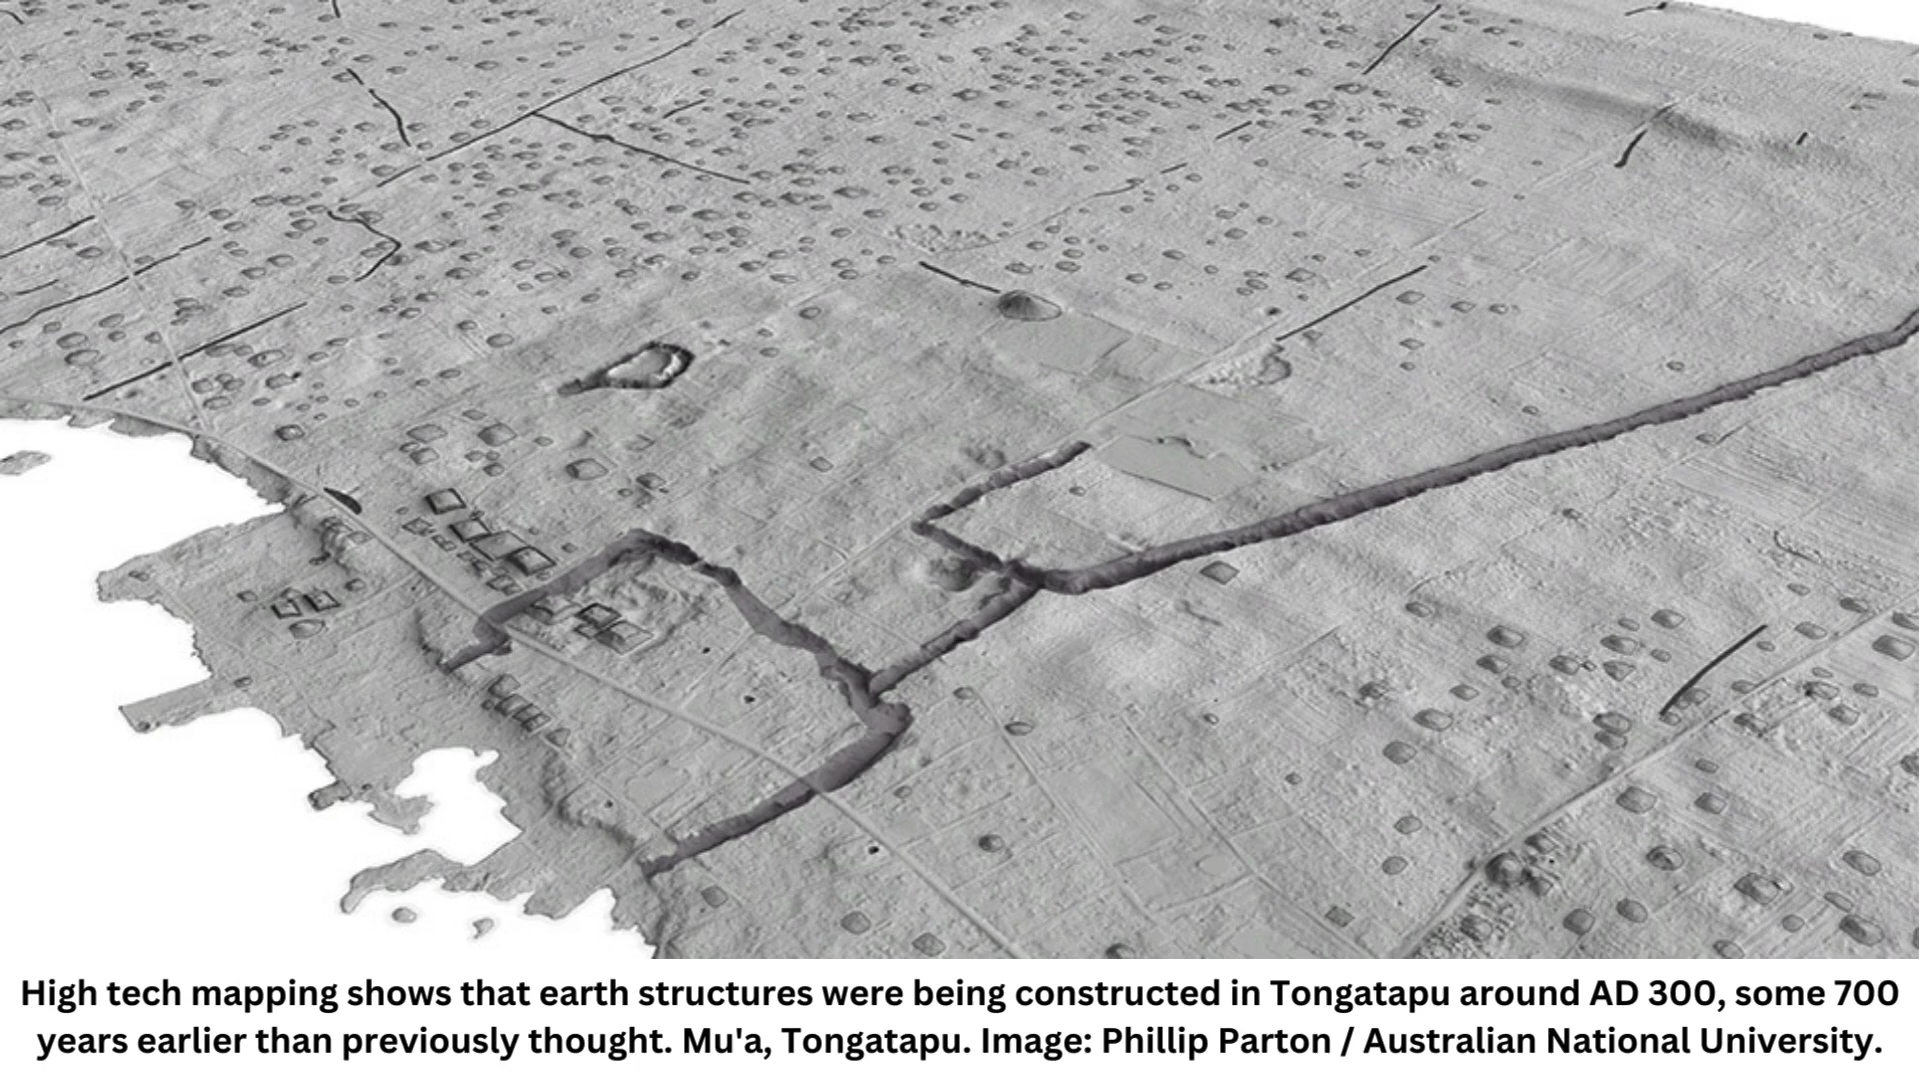 High tech mapping shows that earth structures were being constructed in Tongatapu around AD 300, some 700
years earlier than previously thought. Mu'a, Tongatapu. Image: Phillip Parton / Australian National University.